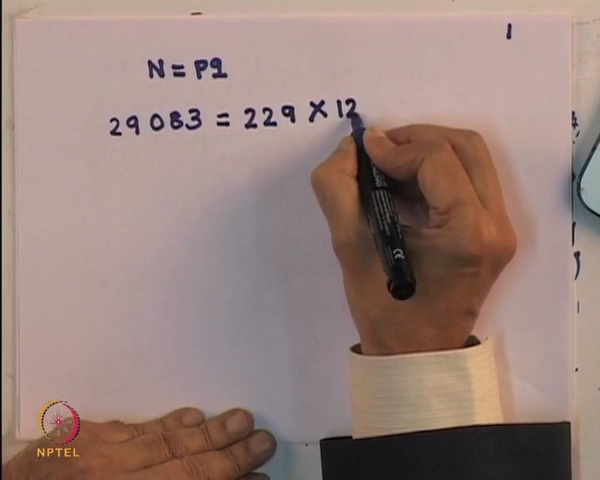 1
N = pq
29083 = 229 × 12
NPTEL